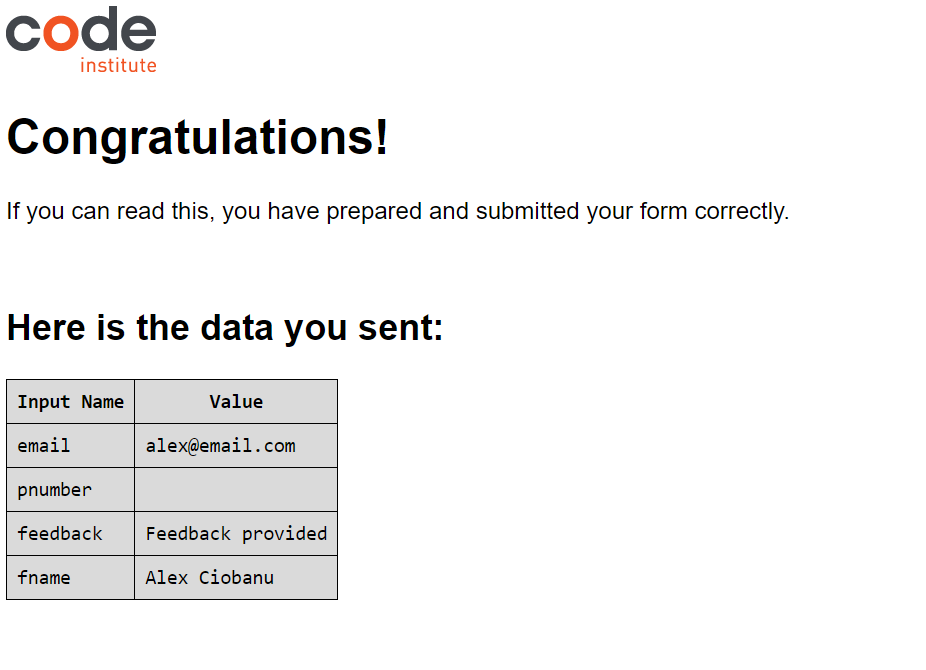 code
institute
Congratulations!
If you can read this, you have prepared and submitted your form correctly.
Here is the data you sent:
Input Name Value
email alex@email.com
pnumber
feedback Feedback provided
fname Alex Ciobanu